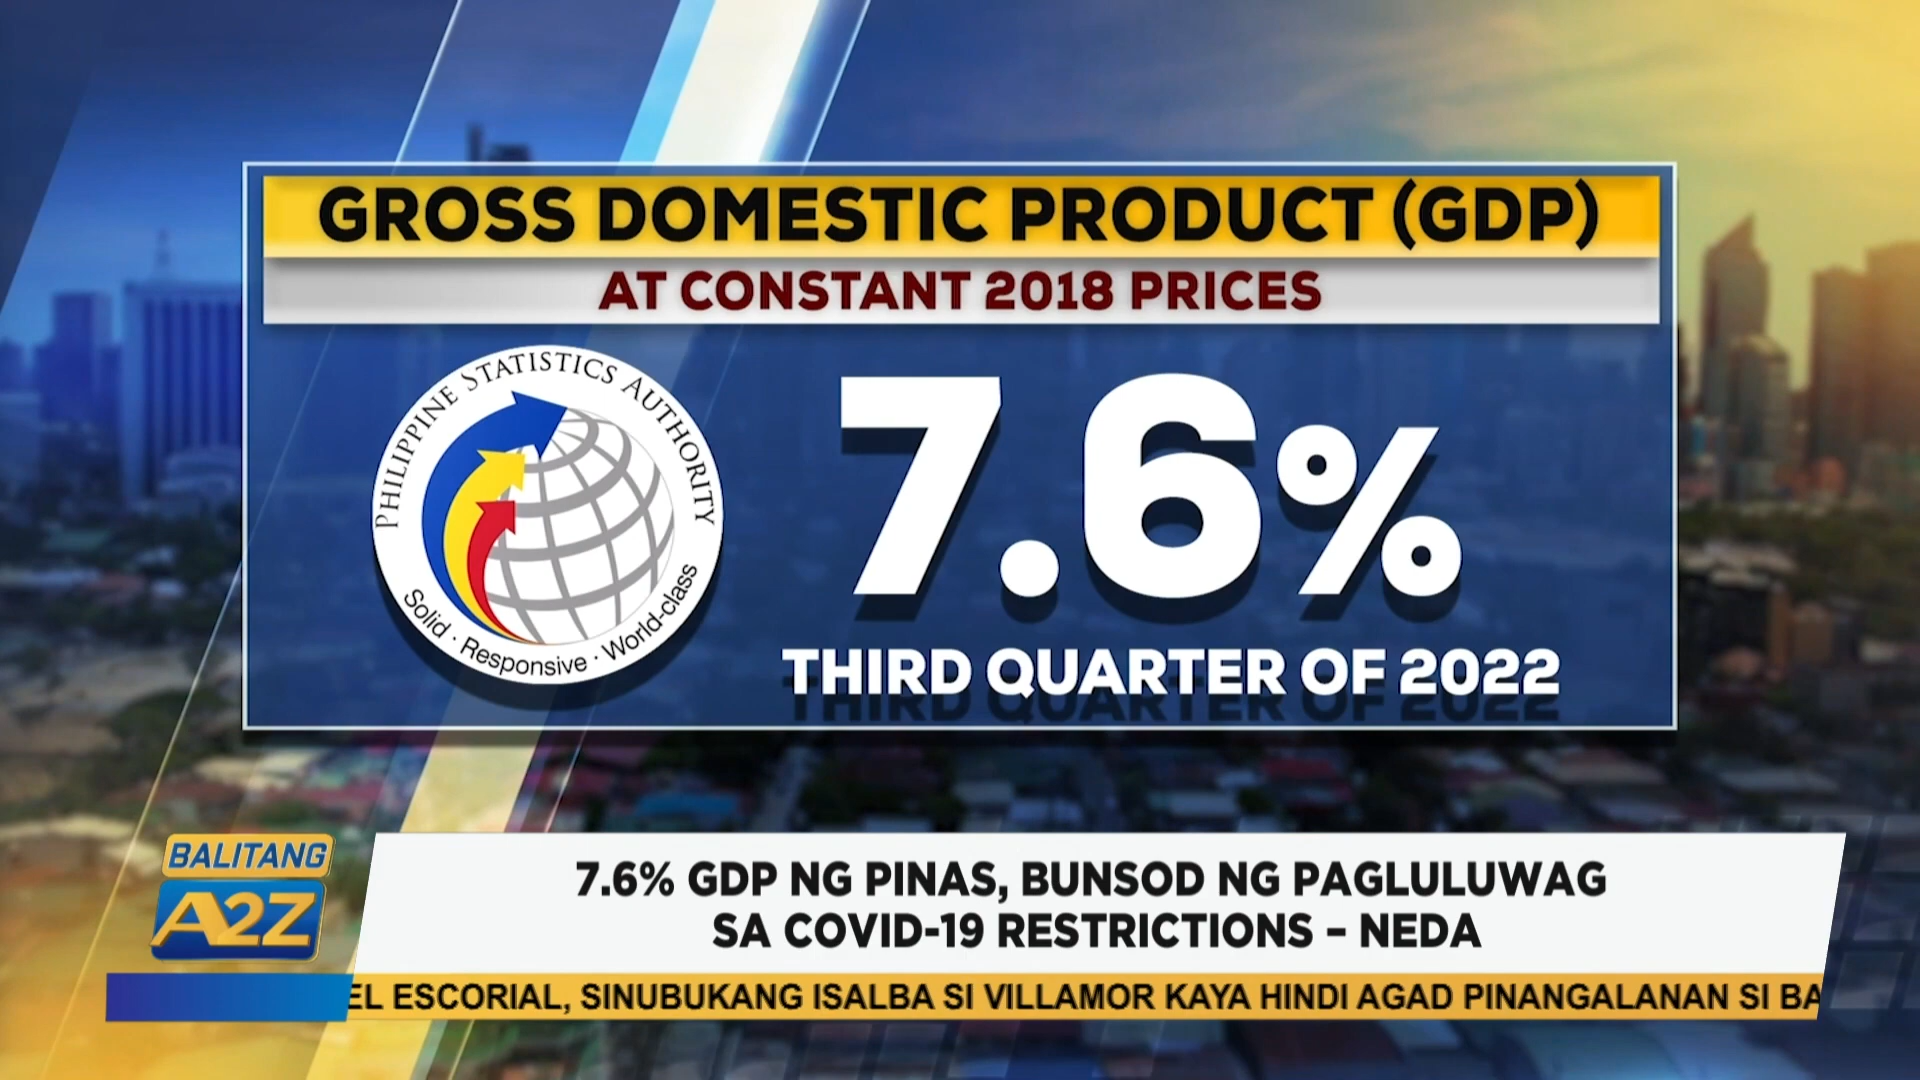 GROSS DOMESTIC PRODUCT (GDP)
AT CONSTANT 2018 PRICES
PHILIPPINE STATISTICS AUTHORITY
Solid · Responsive · World-class
7.6%
THIRD QUARTER OF 2022
BALITANG
A2Z
7.6% GDP NG PINAS, BUNSOD NG PAGLULUWAG
SA COVID-19 RESTRICTIONS – NEDA
EL ESCORIAL, SINUBUKANG ISALBA SI VILLAMOR KAYA HINDI AGAD PINANGALANAN SI BA